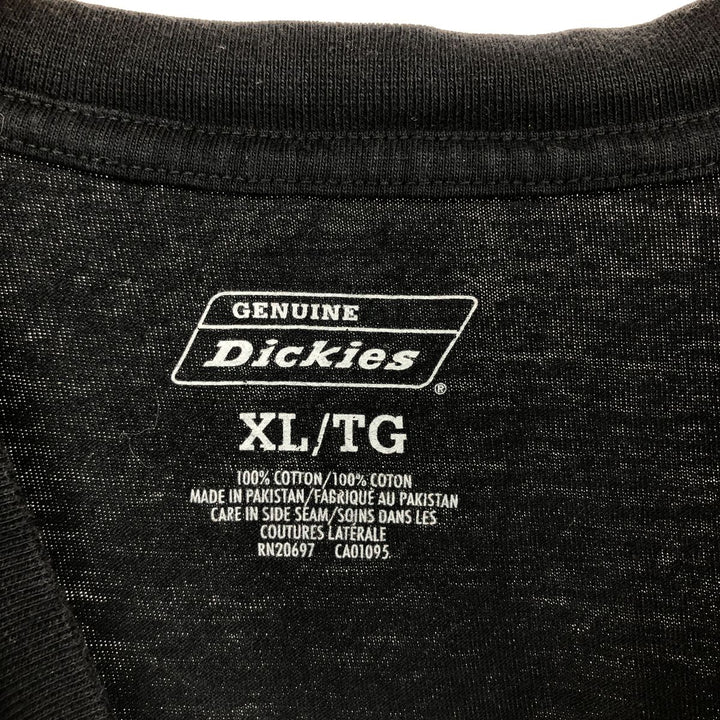 GENUINE
Dickies®
XL/TG
100% COTTON/100% COTON
MADE IN PAKISTAN/FABRIQUÉ AU PAKISTAN
CARE IN SIDE SEAM/SOINS DANS LES
COUTURES LATÉRALE
RN20697 CA01095